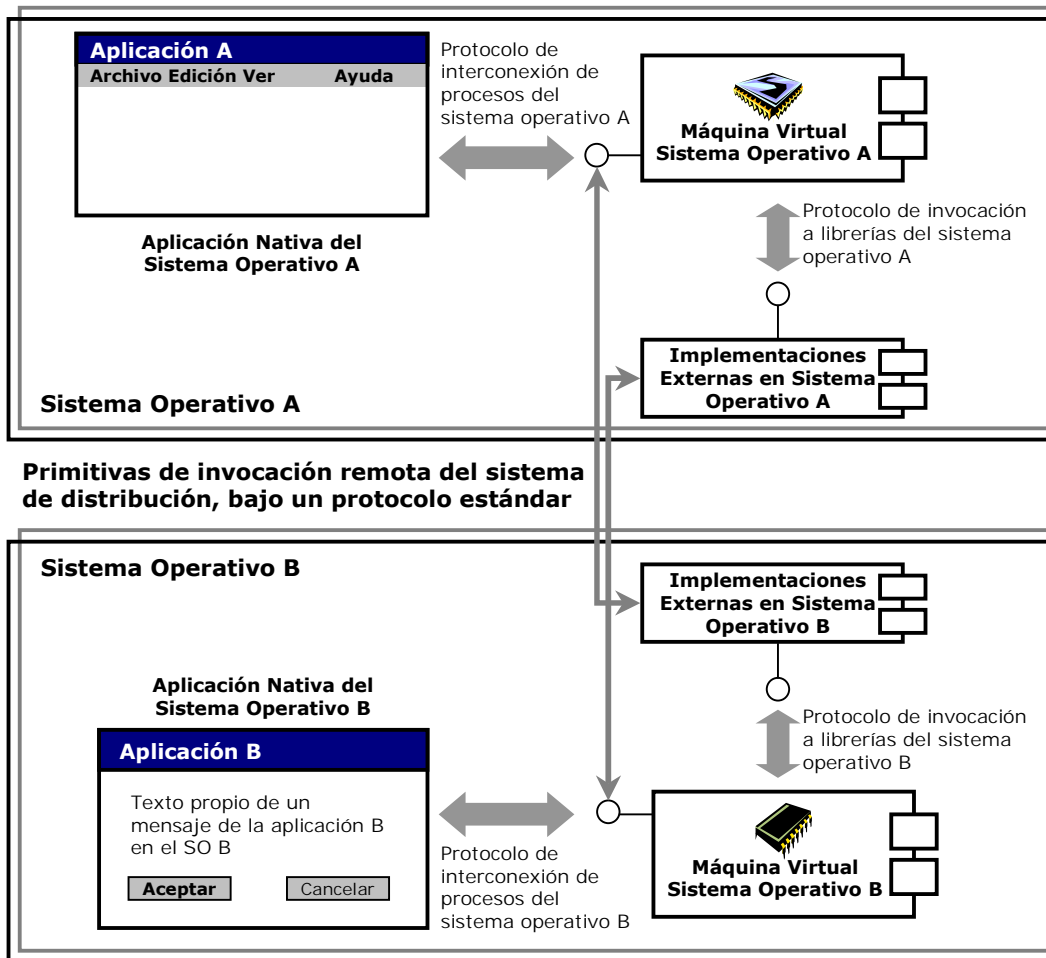 Aplicación A
Archivo Edición Ver Ayuda
Protocolo de
interconexión de
procesos del
sistema operativo A
Máquina Virtual
Sistema Operativo A
Aplicación Nativa del
Sistema Operativo A
Protocolo de invocación
a librerías del sistema
operativo A
Implementaciones
Externas en Sistema
Operativo A
Sistema Operativo A
Primitivas de invocación remota del sistema
de distribución, bajo un protocolo estándar
Sistema Operativo B
Implementaciones
Externas en Sistema
Operativo B
Aplicación Nativa del
Sistema Operativo B
Protocolo de invocación
a librerías del sistema
operativo B
Aplicación B
Texto propio de un
mensaje de la aplicación B
en el SO B
Aceptar Cancelar
Protocolo de
interconexión de
procesos del
sistema operativo B
Máquina Virtual
Sistema Operativo B